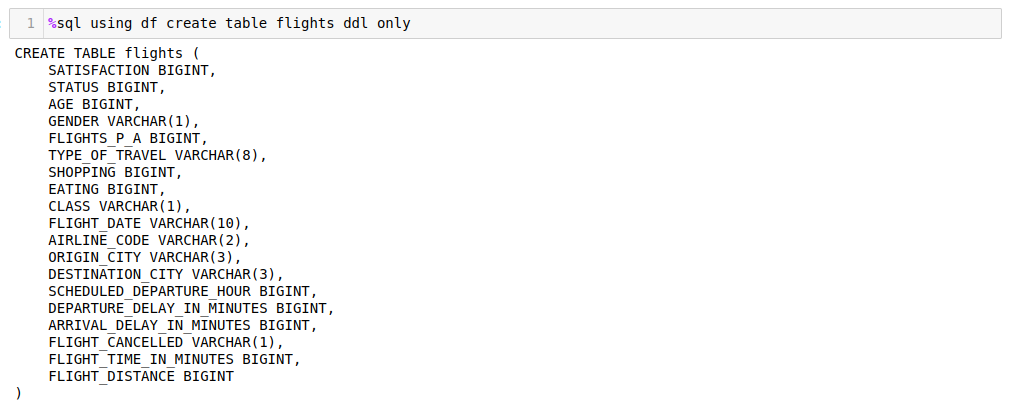 1 %sql using df create table flights ddl only
CREATE TABLE flights (
    SATISFACTION BIGINT,
    STATUS BIGINT,
    AGE BIGINT,
    GENDER VARCHAR(1),
    FLIGHTS_P_A BIGINT,
    TYPE_OF_TRAVEL VARCHAR(8),
    SHOPPING BIGINT,
    EATING BIGINT,
    CLASS VARCHAR(1),
    FLIGHT_DATE VARCHAR(10),
    AIRLINE_CODE VARCHAR(2),
    ORIGIN_CITY VARCHAR(3),
    DESTINATION_CITY VARCHAR(3),
    SCHEDULED_DEPARTURE_HOUR BIGINT,
    DEPARTURE_DELAY_IN_MINUTES BIGINT,
    ARRIVAL_DELAY_IN_MINUTES BIGINT,
    FLIGHT_CANCELLED VARCHAR(1),
    FLIGHT_TIME_IN_MINUTES BIGINT,
    FLIGHT_DISTANCE BIGINT
)